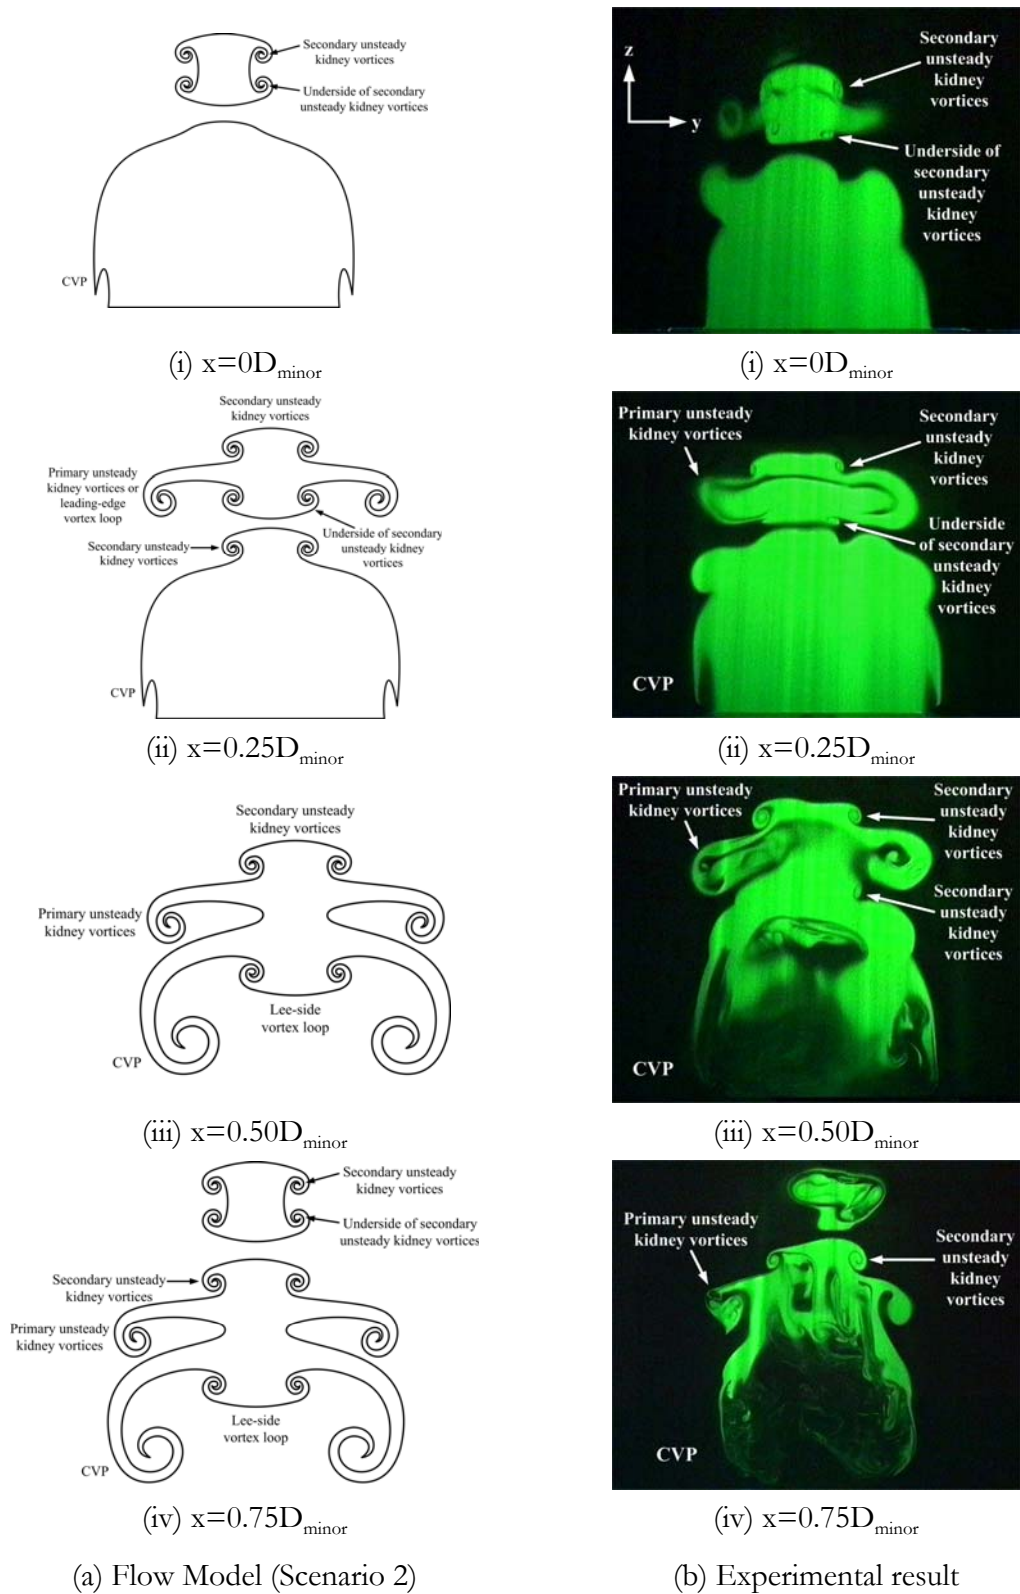 Secondary unsteady
kidney vortices
Underside of secondary
unsteady kidney vortices
CVP
(i) x=0D_minor
z
y
Secondary
unsteady
kidney
vortices
Underside of
secondary
unsteady
kidney
vortices
(i) x=0D_minor
Secondary unsteady
kidney vortices
Primary unsteady
kidney vortices or
leading-edge
vortex loop
Secondary unsteady
kidney vortices
Underside of secondary
unsteady kidney
vortices
CVP
(ii) x=0.25D_minor
Primary unsteady
kidney vortices
Secondary
unsteady
kidney
vortices
Underside
of secondary
unsteady
kidney
vortices
CVP
(ii) x=0.25D_minor
Secondary unsteady
kidney vortices
Primary unsteady
kidney vortices
Lee-side
vortex loop
CVP
(iii) x=0.50D_minor
Primary unsteady
kidney vortices
Secondary
unsteady
kidney
vortices
Secondary
unsteady
kidney
vortices
CVP
(iii) x=0.50D_minor
Secondary unsteady
kidney vortices
Underside of secondary
unsteady kidney vortices
Secondary unsteady
kidney vortices
Primary unsteady
kidney vortices
Lee-side
vortex loop
CVP
(iv) x=0.75D_minor
Primary unsteady
kidney vortices
Secondary
unsteady
kidney
vortices
CVP
(iv) x=0.75D_minor
(a) Flow Model (Scenario 2)
(b) Experimental result